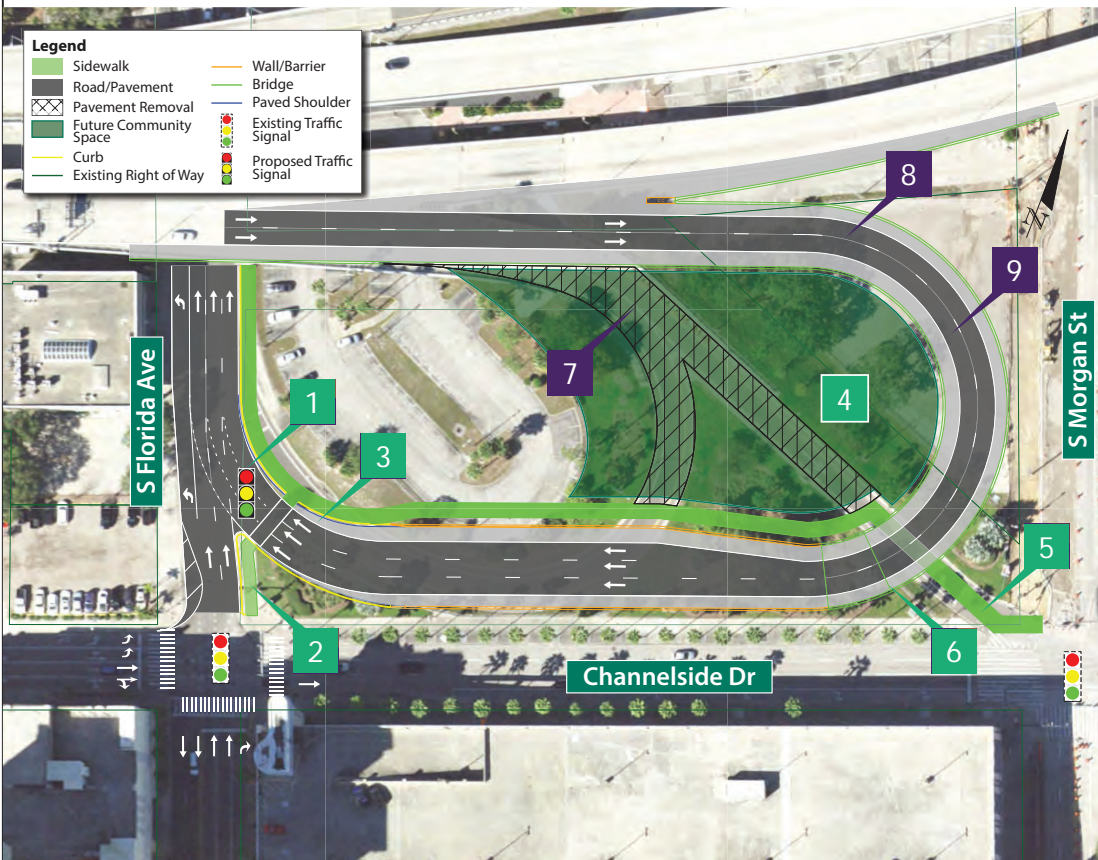 Legend
Sidewalk
Road/Pavement
Pavement Removal
Future Community
Space
Curb
Existing Right of Way
Wall/Barrier
Bridge
Paved Shoulder
Existing Traffic
Signal
Proposed Traffic
Signal
N
8
9
S Morgan St
7
4
S Florida Ave
1
3
5
2
6
Channelside Dr